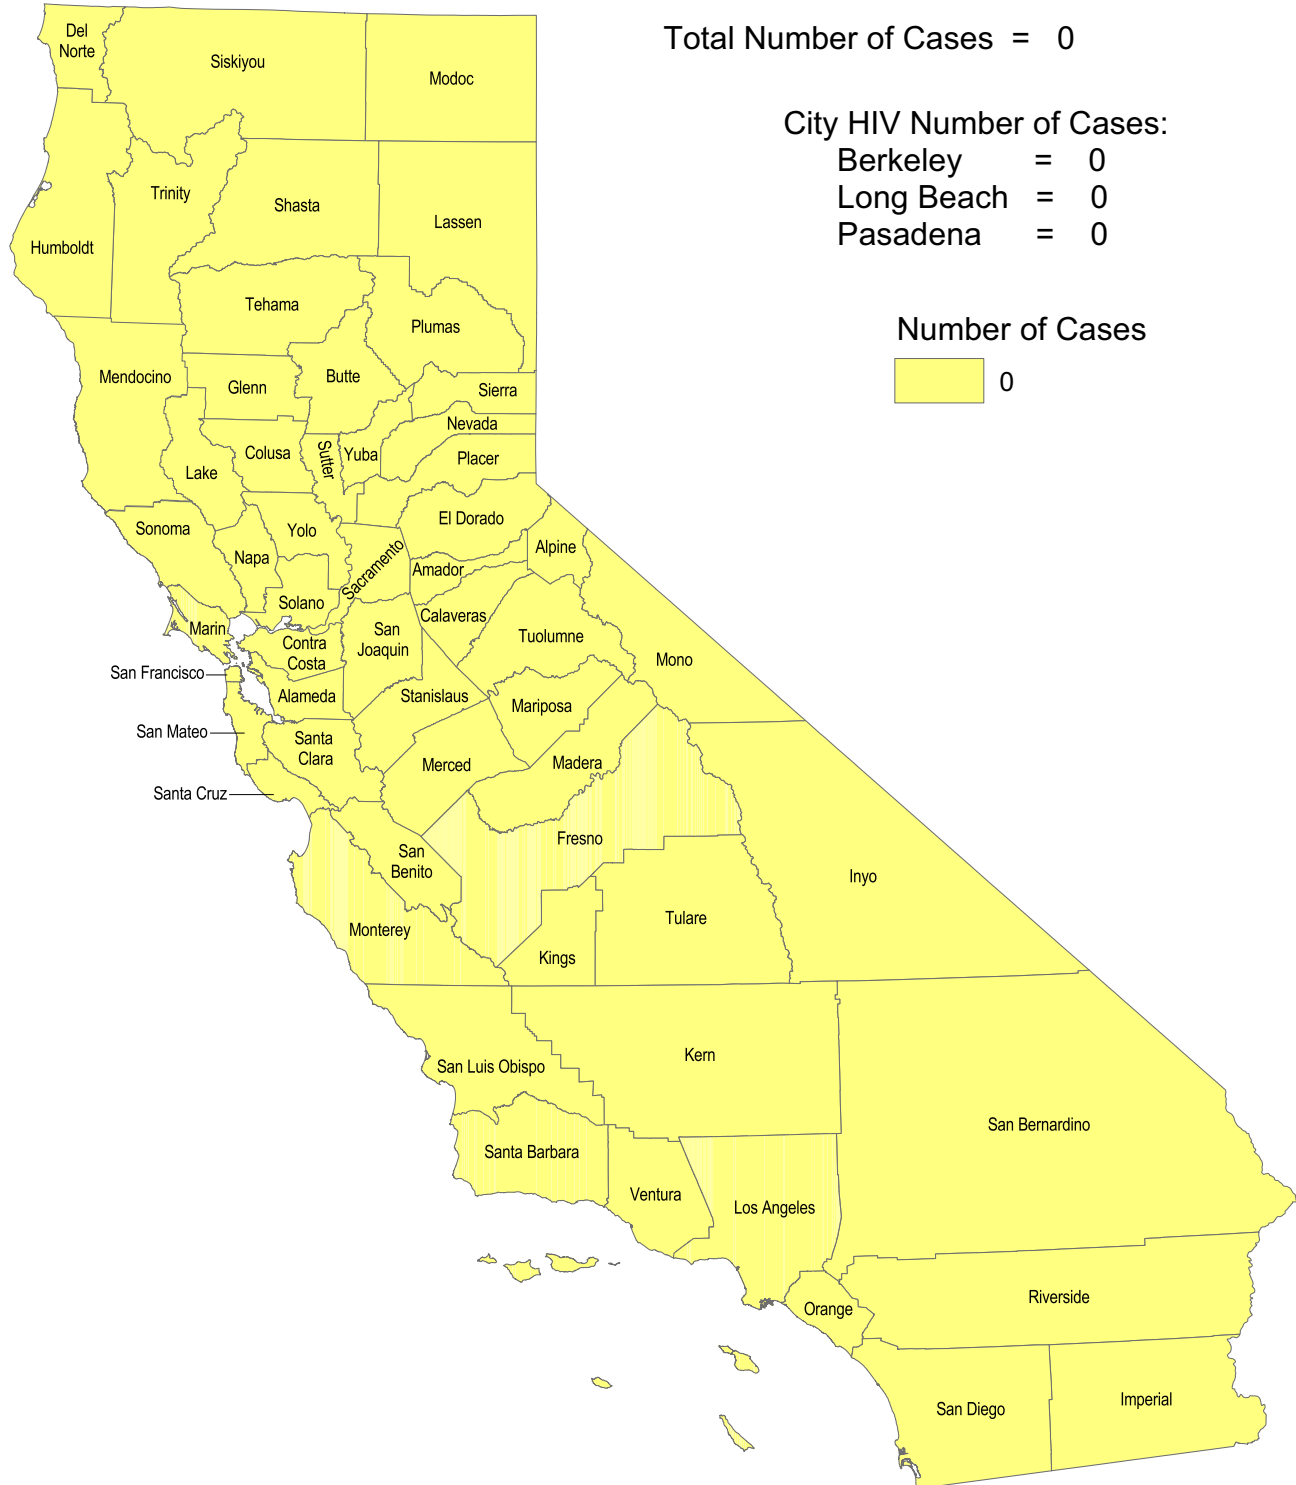 Total Number of Cases = 0
City HIV Number of Cases:
Berkeley = 0
Long Beach = 0
Pasadena = 0
Number of Cases
0
Del
Norte
Siskiyou
Modoc
Trinity
Shasta
Lassen
Humboldt
Tehama
Plumas
Mendocino
Glenn
Butte
Sierra
Nevada
Colusa
Sutter
Yuba
Placer
Lake
Sonoma
Yolo
El Dorado
Napa
Sacramento
Alpine
Amador
Solano
Calaveras
Marin
San
Joaquin
Tuolumne
Contra
Costa
Mono
San Francisco
Alameda
Stanislaus
Mariposa
San Mateo
Santa
Clara
Merced
Madera
Santa Cruz
Fresno
San
Benito
Inyo
Monterey
Tulare
Kings
San Luis Obispo
Kern
San Bernardino
Santa Barbara
Ventura
Los Angeles
Orange
Riverside
San Diego
Imperial